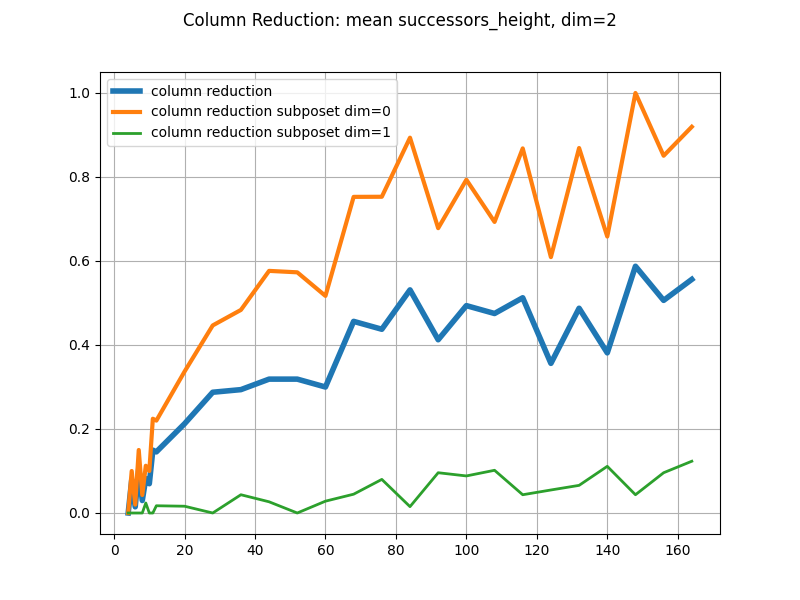 Column Reduction: mean successors_height, dim=2
column reduction
column reduction subposet dim=0
column reduction subposet dim=1
1.0
0.8
0.6
0.4
0.2
0.0
0 20 40 60 80 100 120 140 160